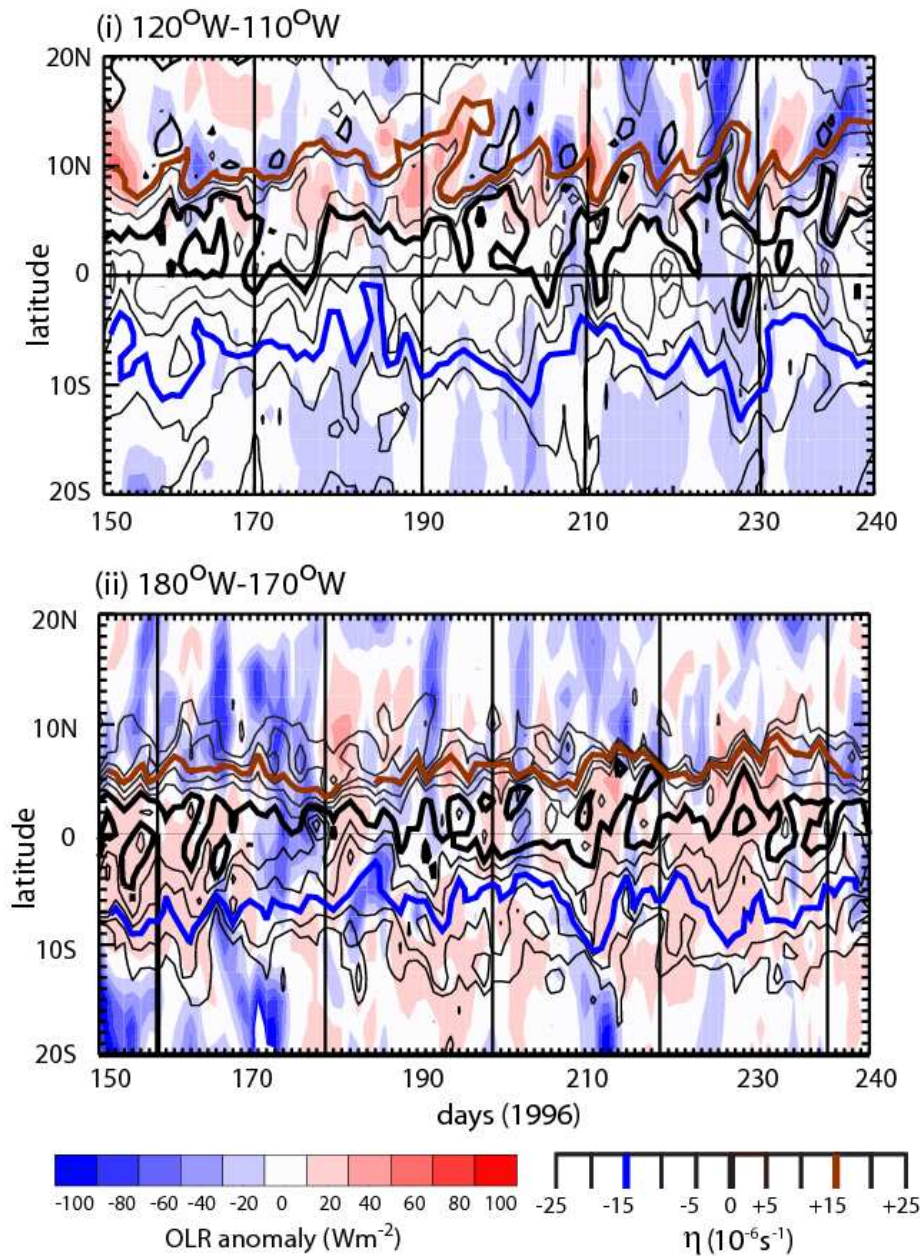 (i) 120°W-110°W
20N
10N
0
10S
20S
latitude
150 170 190 210 230 240
(ii) 180°W-170°W
20N
10N
0
10S
20S
latitude
150 170 190 210 230 240
days (1996)
-100 -80 -60 -40 -20 0 20 40 60 80 100
OLR anomaly (Wm⁻²)
-25 -15 -5 0 +5 +15 +25
η (10⁻⁶s⁻¹)